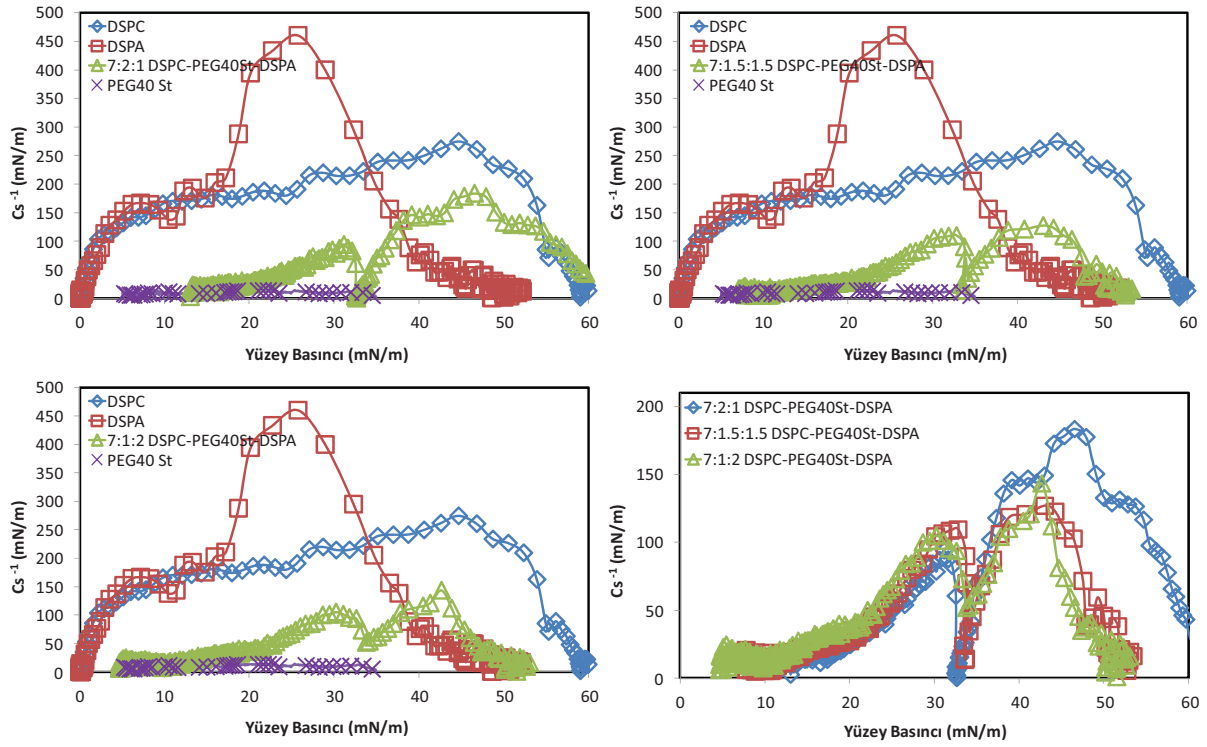 500
450
400
350
300
250
200
150
100
50
0
Cs⁻¹ (mN/m)
DSPC
DSPA
7:2:1 DSPC-PEG40St-DSPA
PEG40 St
0 10 20 30 40 50 60
Yüzey Basıncı (mN/m)
500
450
400
350
300
250
200
150
100
50
0
Cs⁻¹ (mN/m)
DSPC
DSPA
7:1.5:1.5 DSPC-PEG40St-DSPA
PEG40 St
0 10 20 30 40 50 60
Yüzey Basıncı (mN/m)
500
450
400
350
300
250
200
150
100
50
0
Cs⁻¹ (mN/m)
DSPC
DSPA
7:1:2 DSPC-PEG40St-DSPA
PEG40 St
0 10 20 30 40 50 60
Yüzey Basıncı (mN/m)
200
150
100
50
0
Cs⁻¹ (mN/m)
7:2:1 DSPC-PEG40St-DSPA
7:1.5:1.5 DSPC-PEG40St-DSPA
7:1:2 DSPC-PEG40St-DSPA
0 10 20 30 40 50 60
Yüzey Basıncı (mN/m)